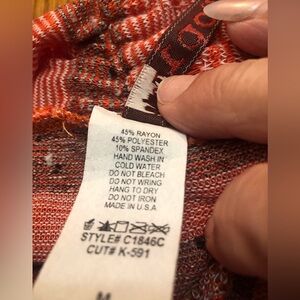 45% RAYON
45% POLYESTER
10% SPANDEX
HAND WASH IN
COLD WATER
DO NOT BLEACH
DO NOT WRING
HANG TO DRY
DO NOT IRON
MADE IN U.S.A
STYLE# C1846C
CUT# K-591
M